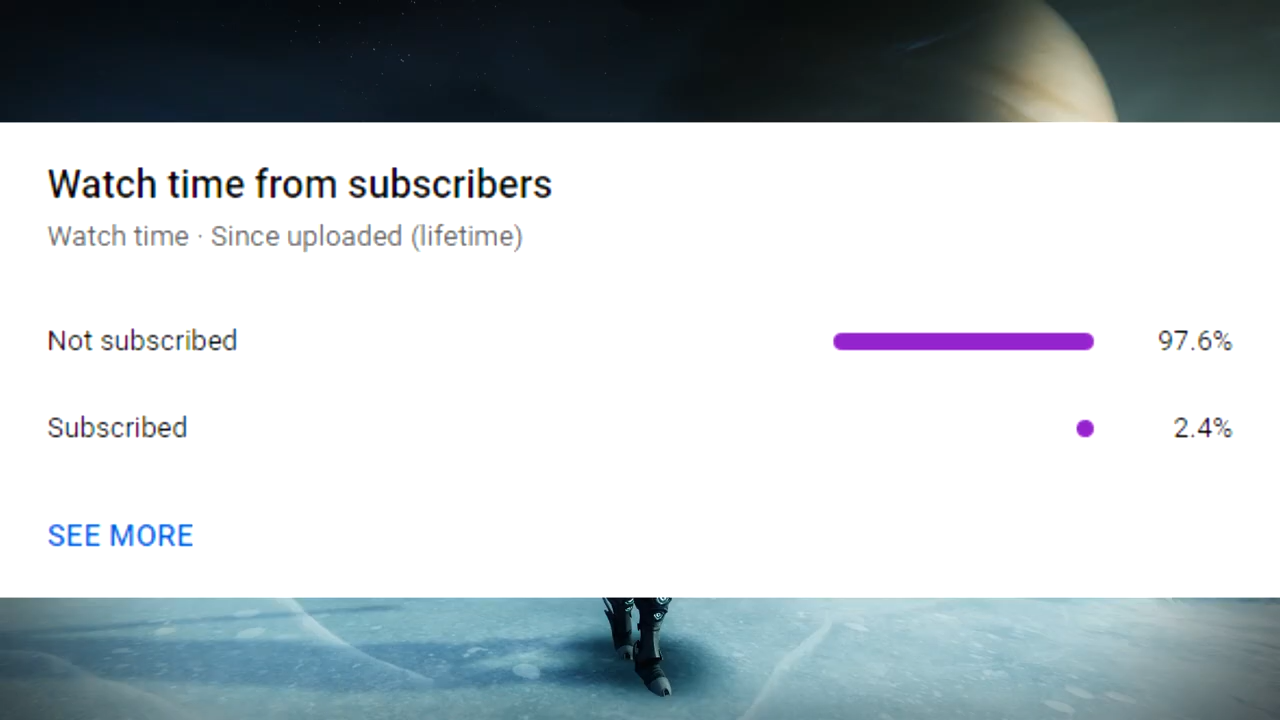 Watch time from subscribers
Watch time · Since uploaded (lifetime)
Not subscribed 97.6%
Subscribed 2.4%
SEE MORE